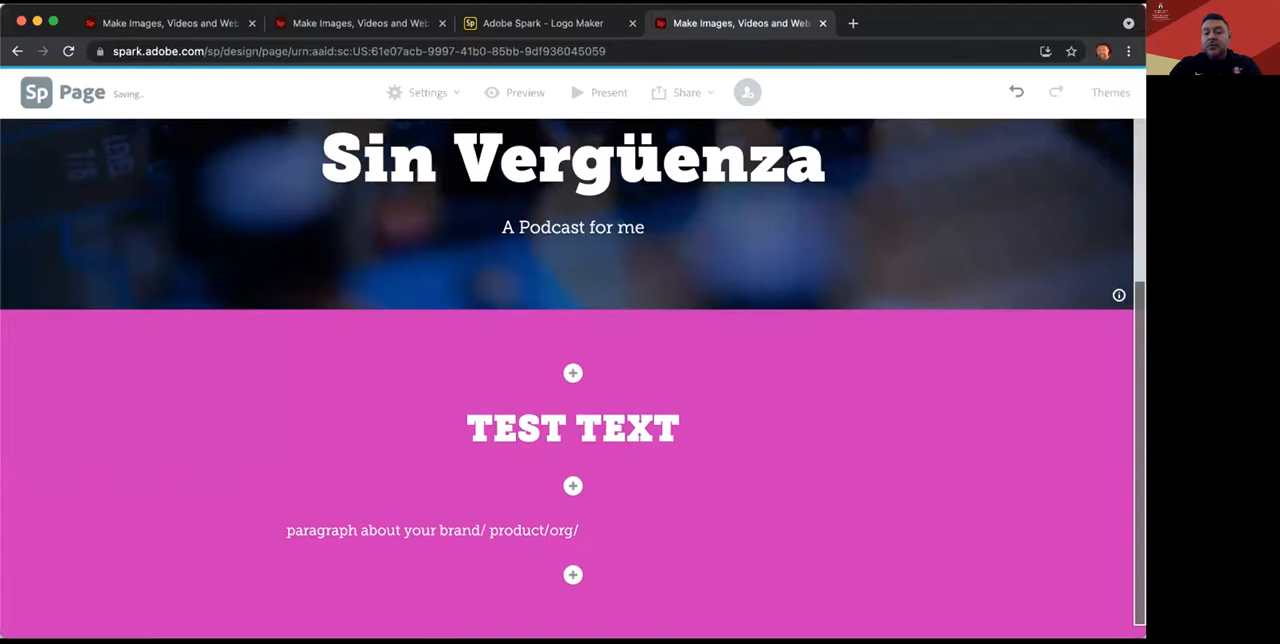 Make Images, Videos and Web
Make Images, Videos and Web
Sp Adobe Spark - Logo Maker
Make Images, Videos and Web
spark.adobe.com/sp/design/page/urn:aaid:sc:US:61e07acb-9997-41b0-85bb-9df936045059
Sp Page Saving..
Settings
Preview
Present
Share
Themes
Sin Vergüenza
A Podcast for me
TEST TEXT
paragraph about your brand/ product/org/